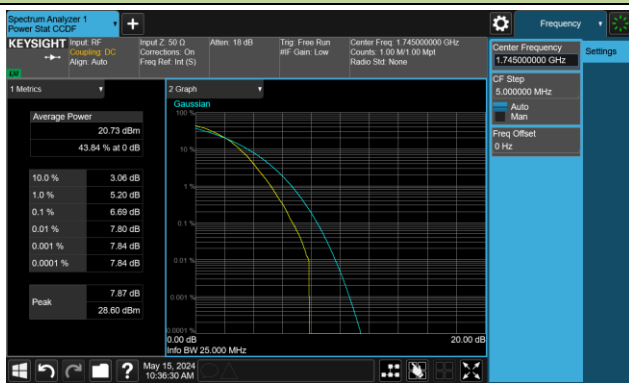 Spectrum Analyzer 1
Power Stat CCDF
Frequency
KEYSIGHT
Input: RF
Coupling: DC
Align: Auto
Input Z: 50 Ω
Corrections: On
Freq Ref: Int (S)
Atten: 18 dB
Trig: Free Run
#IF Gain: Low
Center Freq: 1.745000000 GHz
Counts: 1.00 M/1.00 Mpt
Radio Std: None
LXI
Center Frequency
1.745000000 GHz
Settings
CF Step
5.000000 MHz
Auto
Man
Freq Offset
0 Hz
1 Metrics
Average Power
20.73 dBm
43.84 % at 0 dB
10.0 % 3.06 dB
1.0 % 5.20 dB
0.1 % 6.69 dB
0.01 % 7.80 dB
0.001 % 7.84 dB
0.0001 % 7.84 dB
Peak
7.87 dB
28.60 dBm
2 Graph
Gaussian
100 %
10 %
1 %
0.1 %
0.01 %
0.001 %
0.0001 %
0.00 dB
20.00 dB
Info BW 25.000 MHz
May 15, 2024
10:36:30 AM